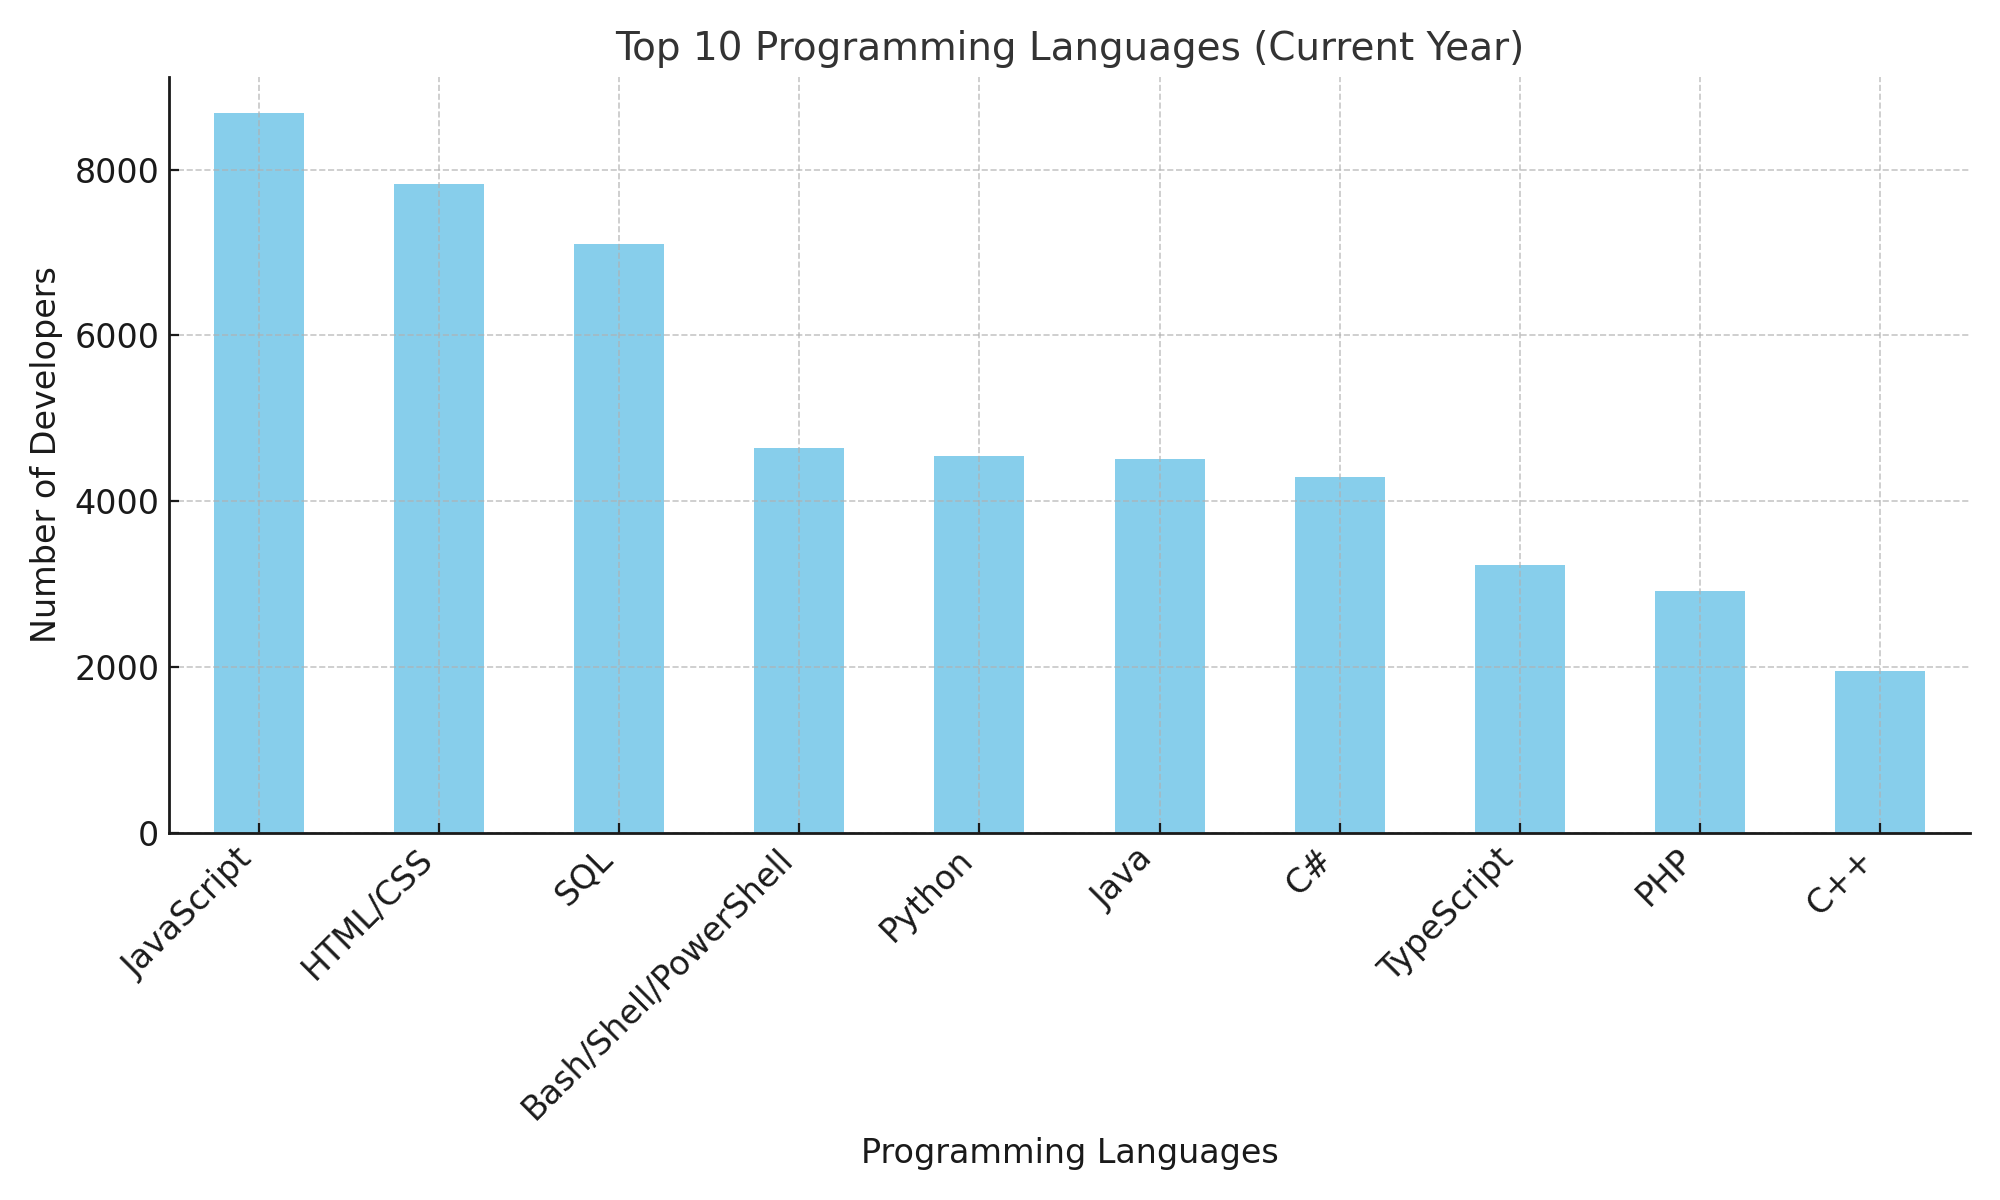 Top 10 Programming Languages (Current Year)
Number of Developers
8000
6000
4000
2000
0
JavaScript
HTML/CSS
SQL
Bash/Shell/PowerShell
Python
Java
C#
TypeScript
PHP
C++
Programming Languages